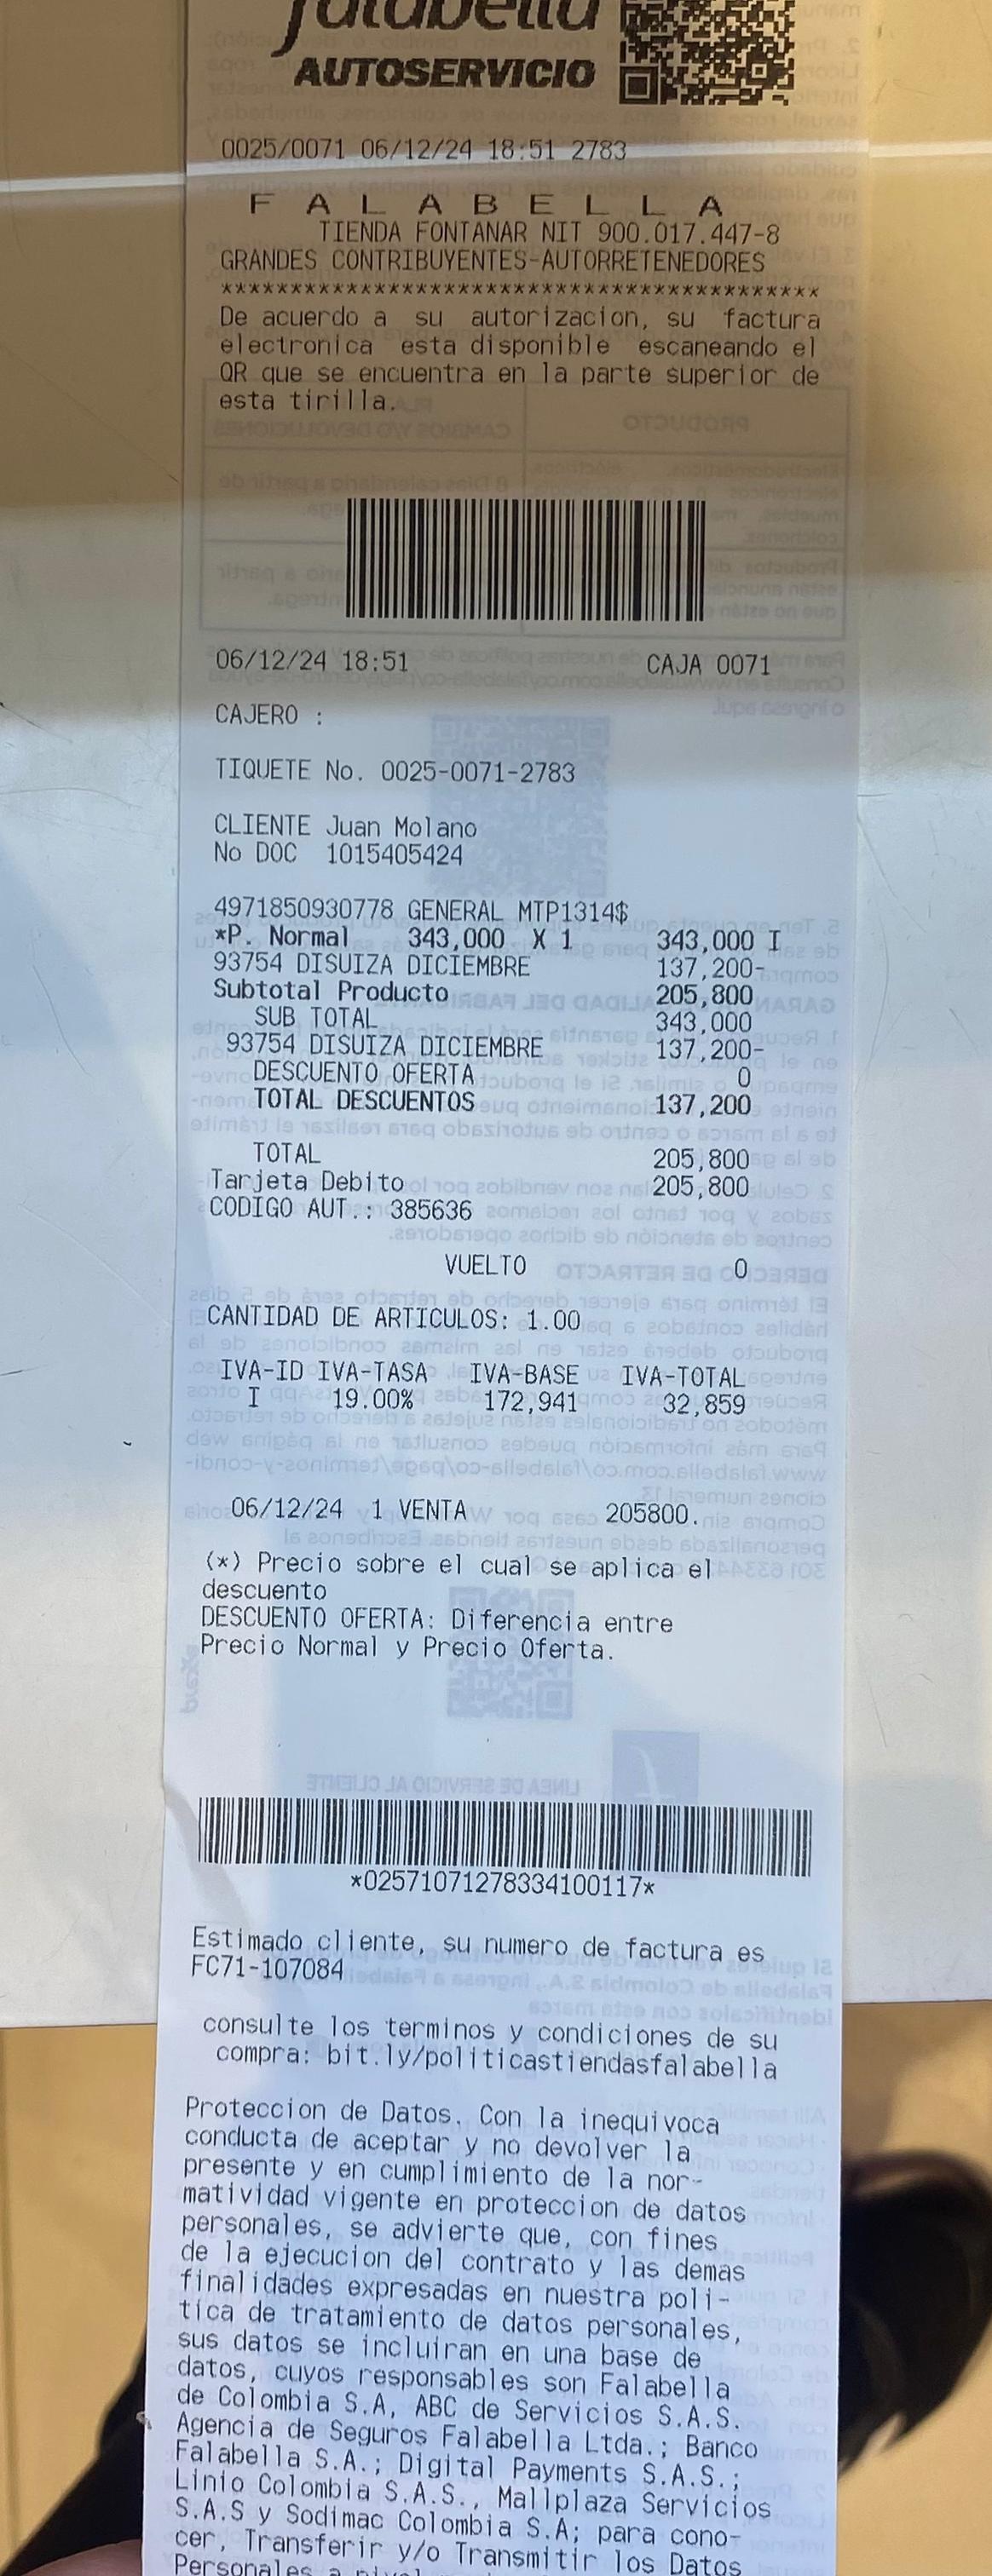 falabella
AUTOSERVICIO
0025/0071 06/12/24 18:51 2783
F A L A B E L L A
TIENDA FONTANAR NIT 900.017.447-8
GRANDES CONTRIBUYENTES-AUTORRETENEDORES
*******************************************
De acuerdo a su autorizacion, su factura
electronica esta disponible escaneando el
QR que se encuentra en la parte superior de
esta tirilla.
06/12/24 18:51 CAJA 0071
CAJERO :
TIQUETE No. 0025-0071-2783
CLIENTE Juan Molano
No DOC 1015405424
4971850930778 GENERAL MTP1314$
*P. Normal 343,000 X 1 343,000 I
93754 DISUIZA DICIEMBRE 137,200-
Subtotal Producto 205,800
SUB TOTAL 343,000
93754 DISUIZA DICIEMBRE 137,200-
DESCUENTO OFERTA 0
TOTAL DESCUENTOS 137,200
TOTAL 205,800
Tarjeta Debito 205,800
CODIGO AUT.: 385636
VUELTO 0
CANTIDAD DE ARTICULOS: 1.00
IVA-ID IVA-TASA IVA-BASE IVA-TOTAL
I 19.00% 172,941 32,859
06/12/24 1 VENTA 205800.
(*) Precio sobre el cual se aplica el
descuento
DESCUENTO OFERTA: Diferencia entre
Precio Normal y Precio Oferta.
*02571071278334100117*
Estimado cliente, su numero de factura es
FC71-107084
consulte los terminos y condiciones de su
compra: bit.ly/politicastiendasfalabella
Proteccion de Datos. Con la inequivoca
conducta de aceptar y no devolver la
presente y en cumplimiento de la nor-
matividad vigente en proteccion de datos
personales, se advierte que, con fines
de la ejecucion del contrato y las demas
finalidades expresadas en nuestra poli-
tica de tratamiento de datos personales,
sus datos se incluiran en una base de
datos, cuyos responsables son Falabella
de Colombia S.A, ABC de Servicios S.A.S.
Agencia de Seguros Falabella Ltda.; Banco
Falabella S.A.; Digital Payments S.A.S.;
Linio Colombia S.A.S., Mallplaza Servicios
S.A.S y Sodimac Colombia S.A; para cono-
cer, Transferir y/o Transmitir los Datos
Personales a nivel